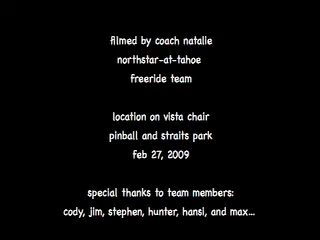 filmed by coach natalie
northstar-at-tahoe
freeride team
location on vista chair
pinball and straits park
feb 27, 2009
special thanks to team members:
cody, jim, stephen, hunter, hansi, and max...